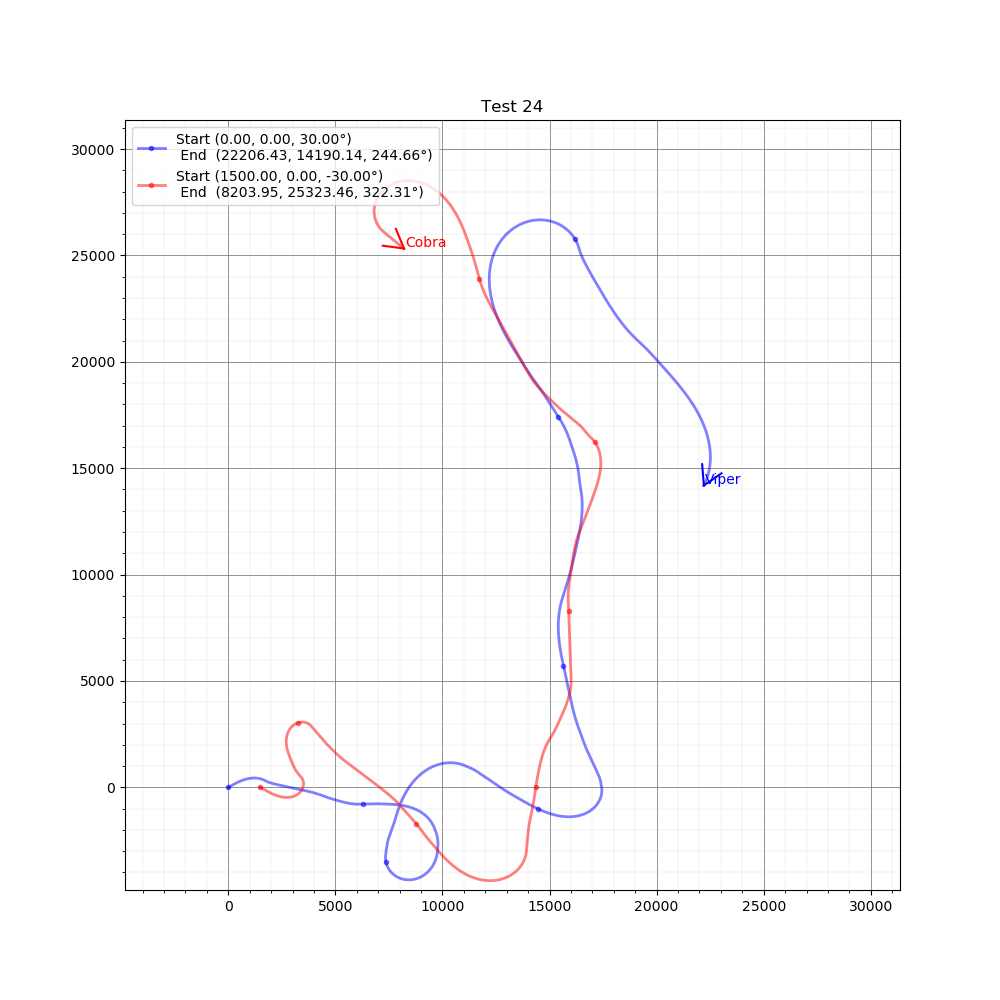 Test 24
Start (0.00, 0.00, 30.00°)
End  (22206.43, 14190.14, 244.66°)
Start (1500.00, 0.00, -30.00°)
End  (8203.95, 25323.46, 322.31°)
30000
25000
20000
15000
10000
5000
0
Cobra
Viper
0
5000
10000
15000
20000
25000
30000